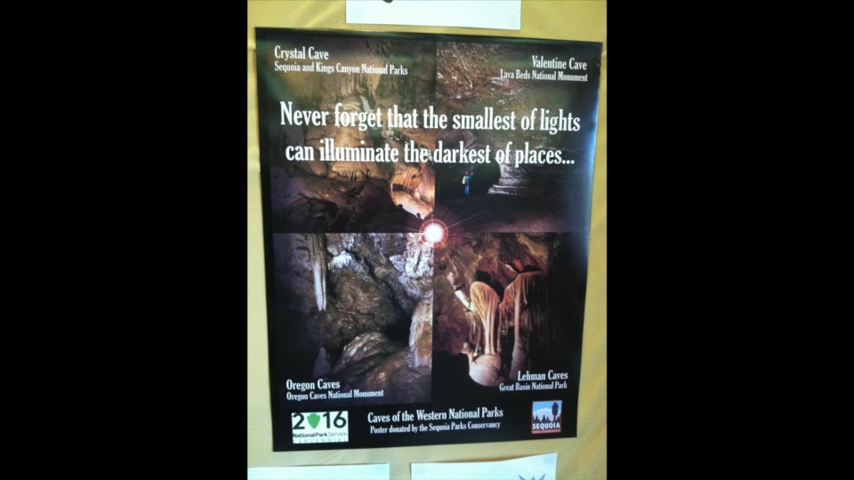 Crystal Cave
Sequoia and Kings Canyon National Parks
Valentine Cave
Lava Beds National Monument
Never forget that the smallest of lights
can illuminate the darkest of places...
Oregon Caves
Oregon Caves National Monument
Lehman Caves
Great Basin National Park
2016
National Park Service
Caves of the Western National Parks
Poster donated by the Sequoia Parks Conservancy
SEQUOIA